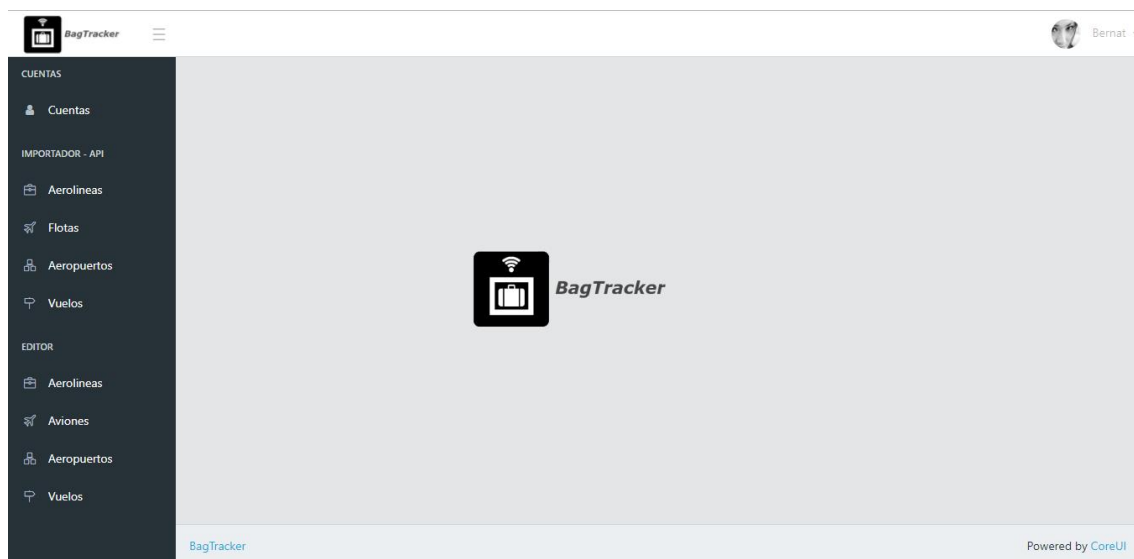 BagTracker
Bernat
CUENTAS
Cuentas
IMPORTADOR - API
Aerolineas
Flotas
Aeropuertos
Vuelos
EDITOR
Aerolineas
Aviones
Aeropuertos
Vuelos
BagTracker
BagTracker
Powered by CoreUI